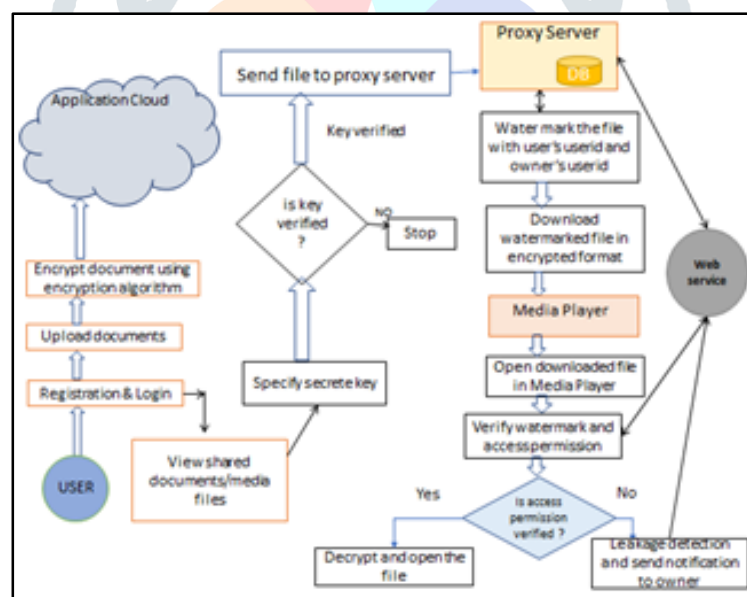 Proxy Server
DB
Send file to proxy server
Application Cloud
Key verified
Water mark the file
with user's userid and
owner's userid
is key
verified
?
NO
Stop
Download
watermarked file in
encrypted format
Web
service
Encrypt document using
encryption algorithm
Media Player
Upload documents
Open downloaded file
in Media Player
Registration & Login
Specify secrete key
Verify watermark and
access permission
View shared
documents/media
files
USER
Yes
Is access
permission
verified ?
No
Decrypt and open the
file
Leakage detection
and send notification
to owner